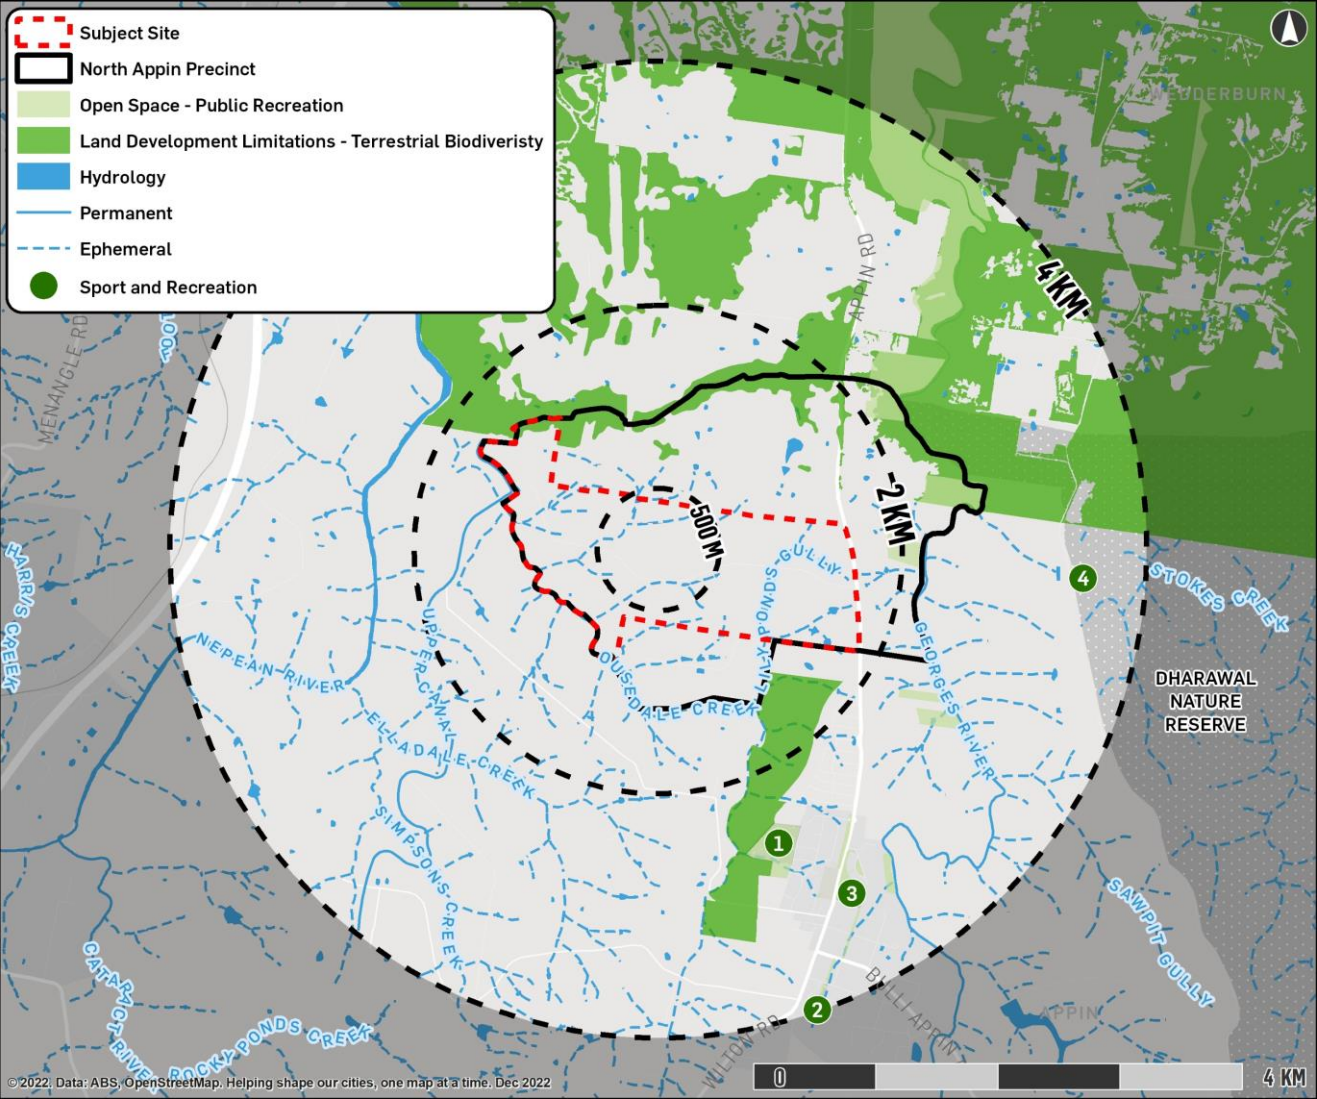 Subject Site
North Appin Precinct
Open Space - Public Recreation
Land Development Limitations - Terrestrial Biodiveristy
Hydrology
Permanent
Ephemeral
Sport and Recreation
WEDDERBURN
APPIN RD
4 KM
MENANGLE RD
2 KM
500 M
PONDS GULLY
4
STOKES CREEK
HARRIS CREEK
NEPEAN RIVER
UPPER CANAL
OUSEDALE CREEK
GEORGES RIVER
DHARAWAL
NATURE
RESERVE
ELLADALE CREEK
SIMPSONS CREEK
1
3
SAWPIT GULLY
2
BULLI APPIN
APPIN
WILTON RD
CATARACT RIVER
ROCKY PONDS CREEK
© 2022. Data: ABS, OpenStreetMap. Helping shape our cities, one map at a time. Dec 2022
0
4 KM